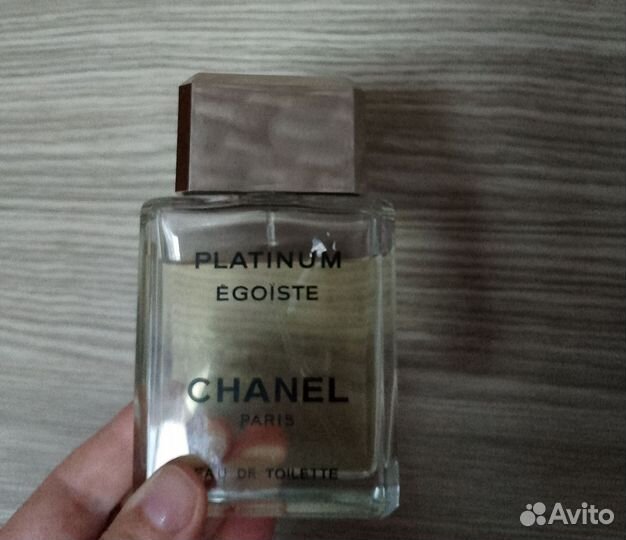 PLATINUM
ÉGOÏSTE
CHANEL
PARIS
EAU DE TOILETTE
Avito